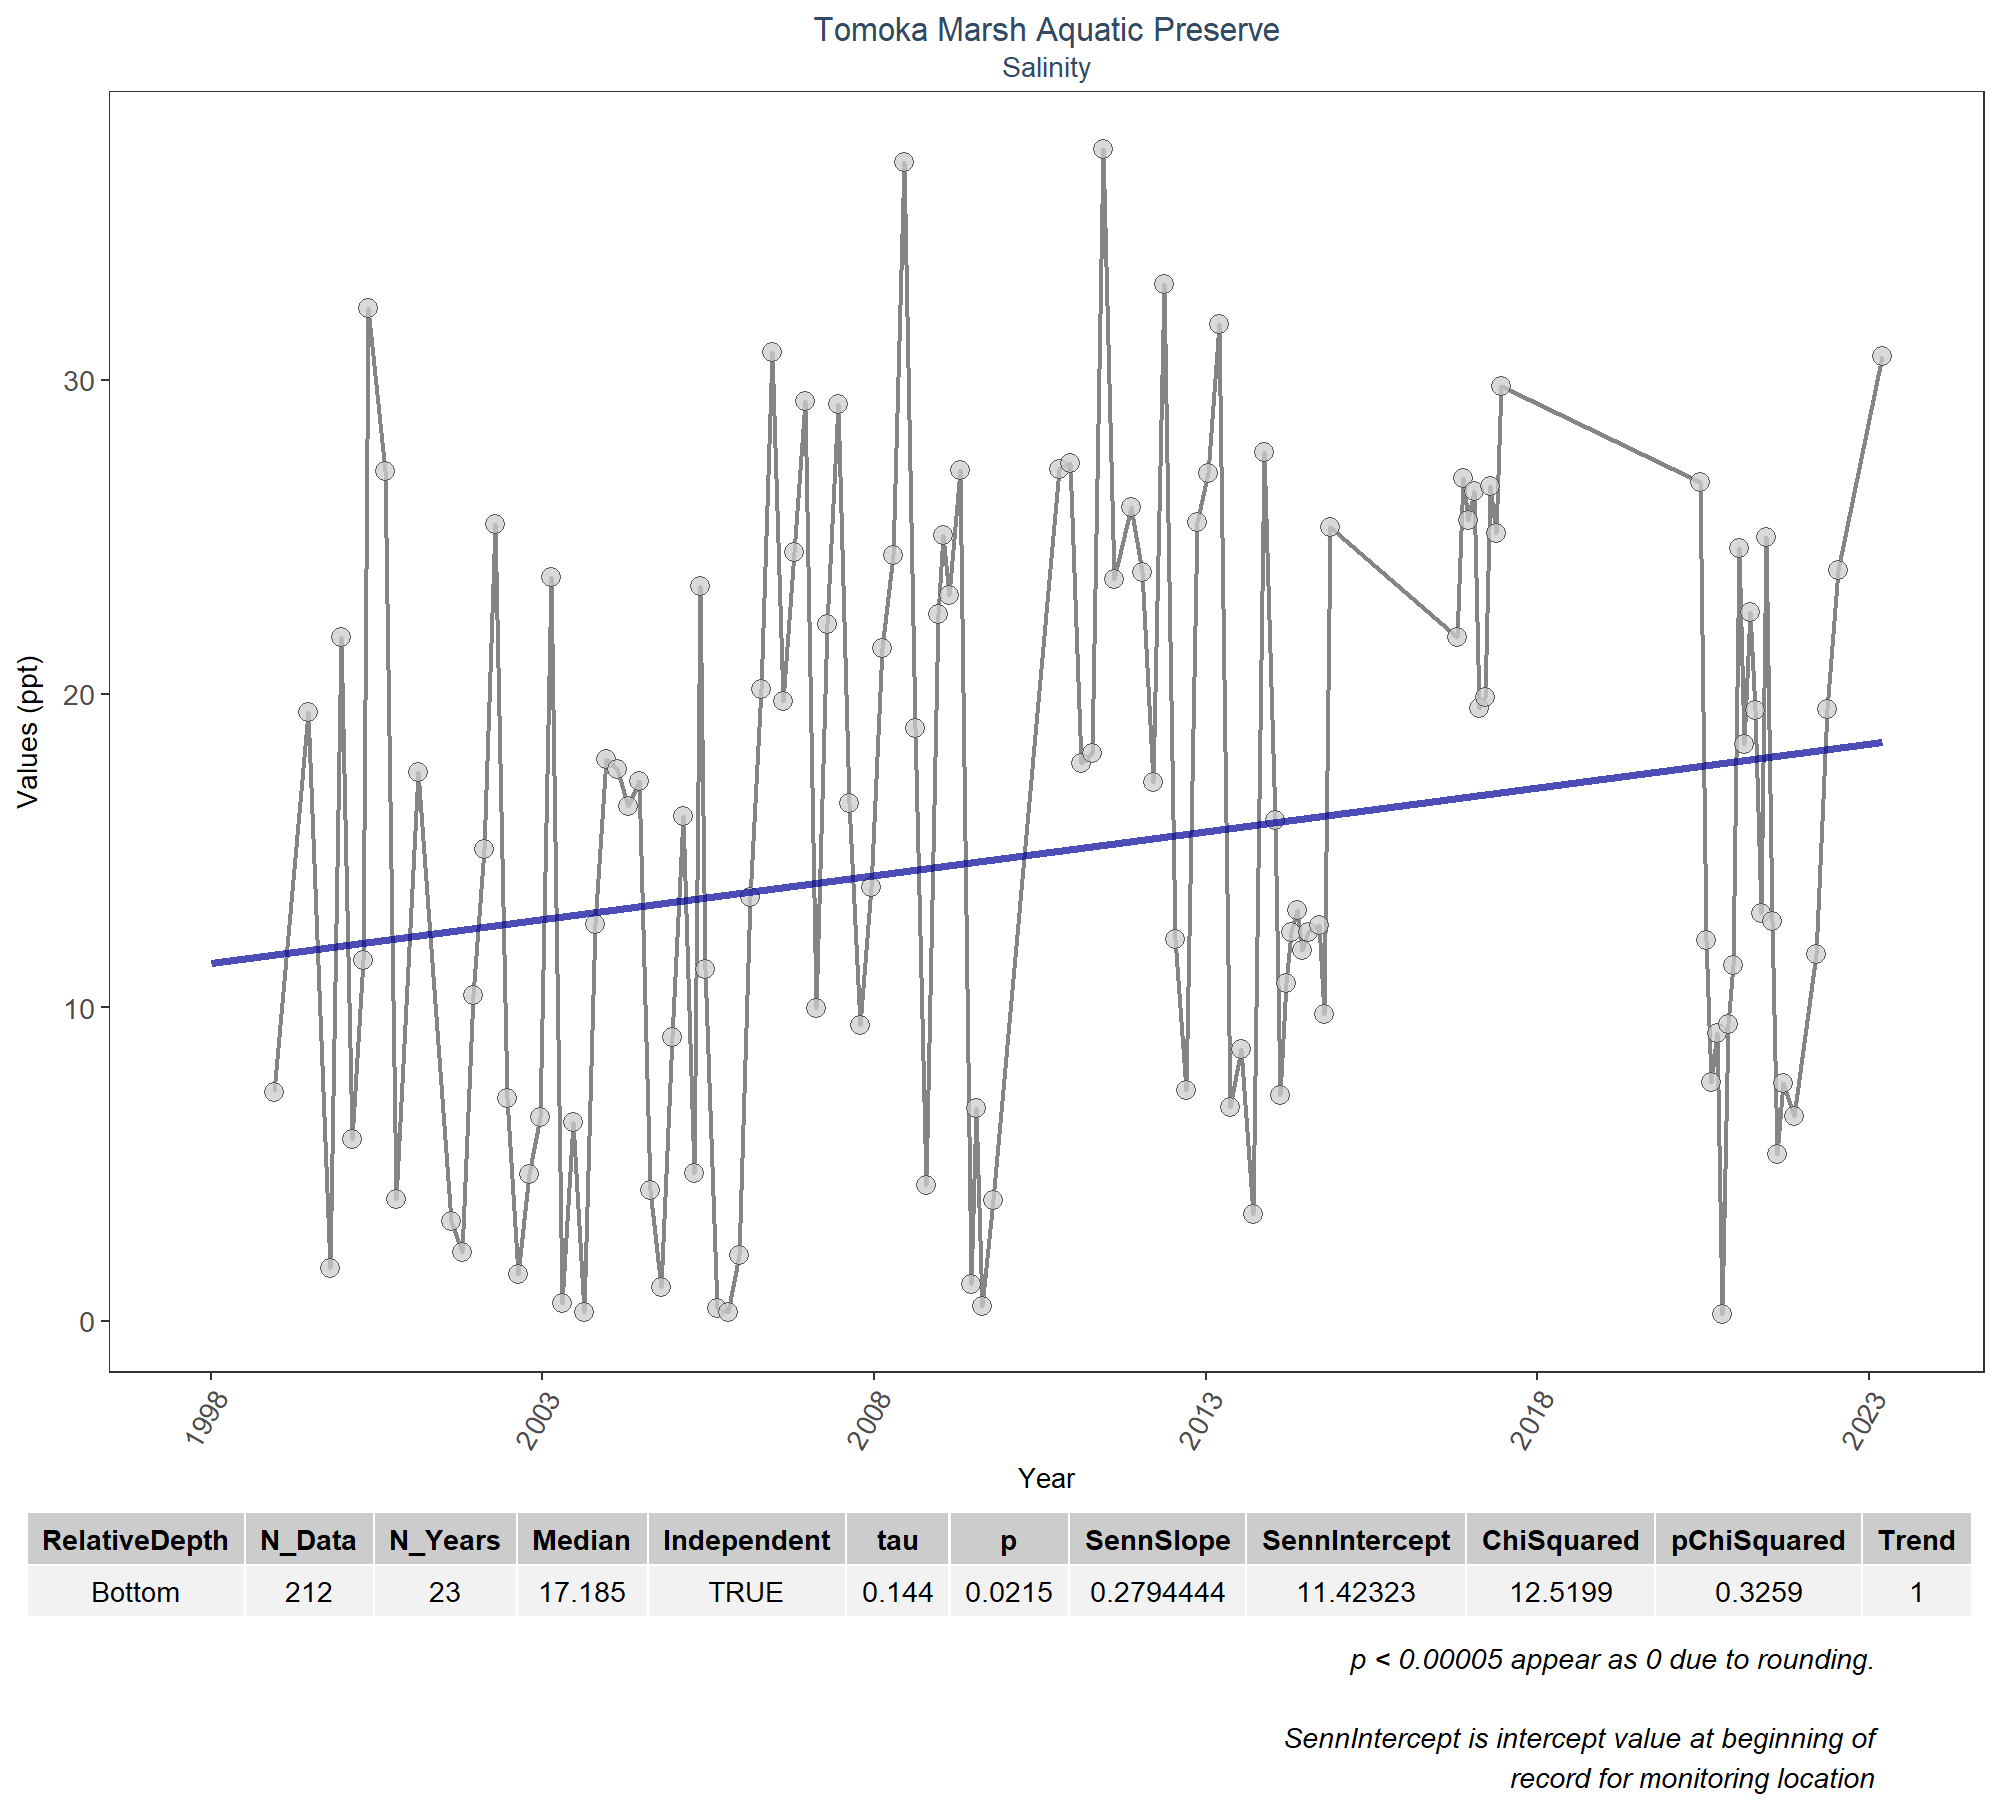 Tomoka Marsh Aquatic Preserve
Salinity
Values (ppt)
30
20
10
0
1998 2003 2008 2013 2018 2023
Year
RelativeDepth N_Data N_Years Median Independent tau p SennSlope SennIntercept ChiSquared pChiSquared Trend
Bottom 212 23 17.185 TRUE 0.144 0.0215 0.2794444 11.42323 12.5199 0.3259 1
p < 0.00005 appear as 0 due to rounding.
SennIntercept is intercept value at beginning of
record for monitoring location